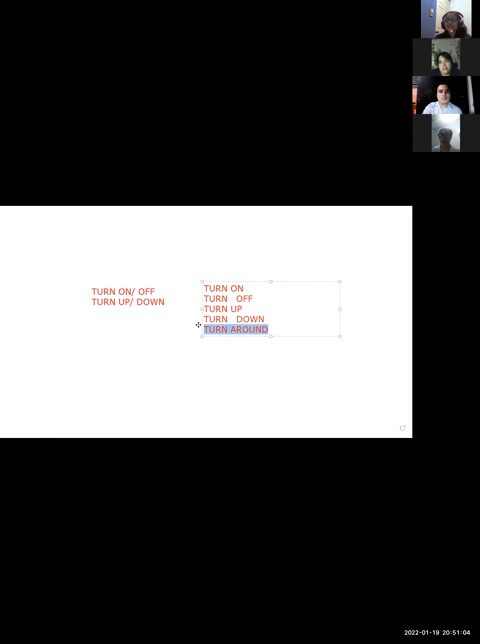 TURN ON/ OFF
TURN UP/ DOWN
TURN ON
TURN OFF
TURN UP
TURN DOWN
TURN AROUND
2022-01-19 20:51:04